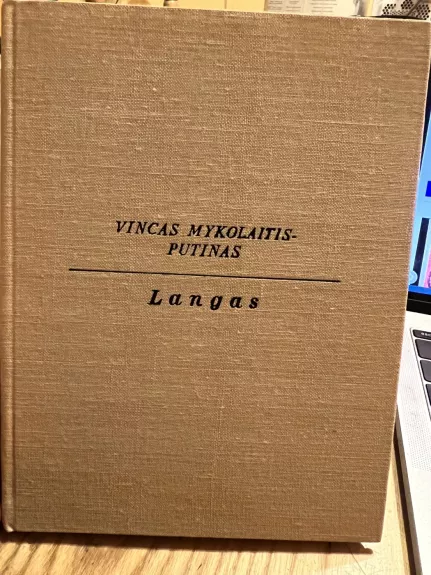 VINCAS MYKOLAITIS-
PUTINAS
Langas